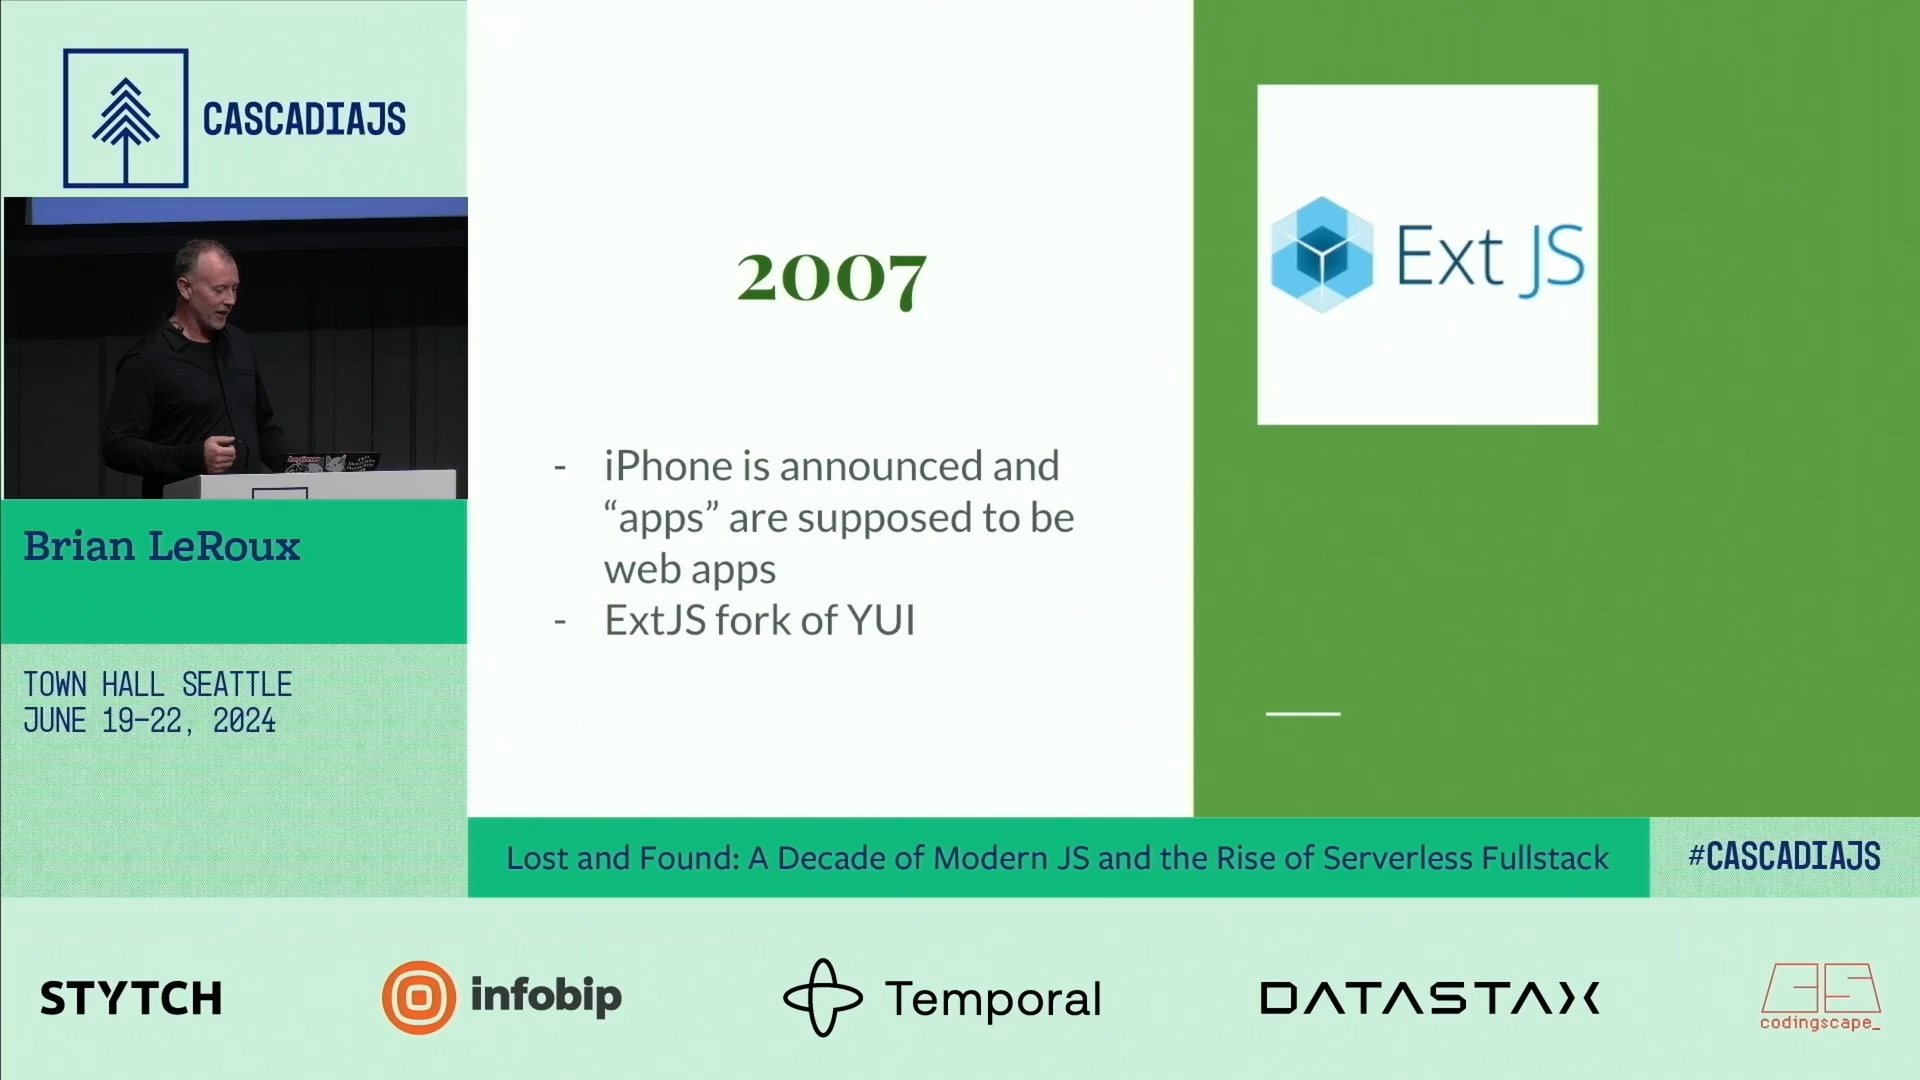 CASCADIAJS
2007
- iPhone is announced and
“apps” are supposed to be
web apps
- ExtJS fork of YUI
Ext JS
Brian LeRoux
TOWN HALL SEATTLE
JUNE 19-22, 2024
Lost and Found: A Decade of Modern JS and the Rise of Serverless Fullstack
#CASCADIAJS
STYTCH
infobip
Temporal
DATASTAX
CS
codingscape_